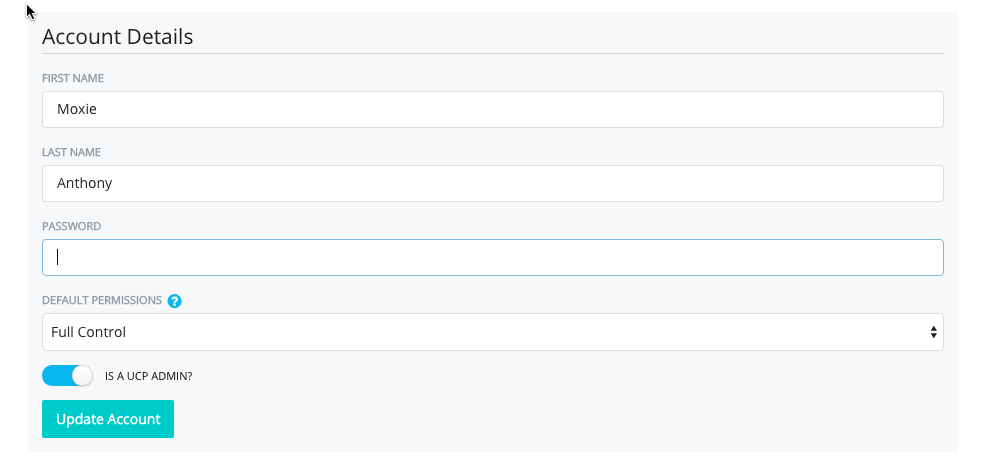 Account Details
FIRST NAME
Moxie
LAST NAME
Anthony
PASSWORD
DEFAULT PERMISSIONS ?
Full Control
IS A UCP ADMIN?
Update Account